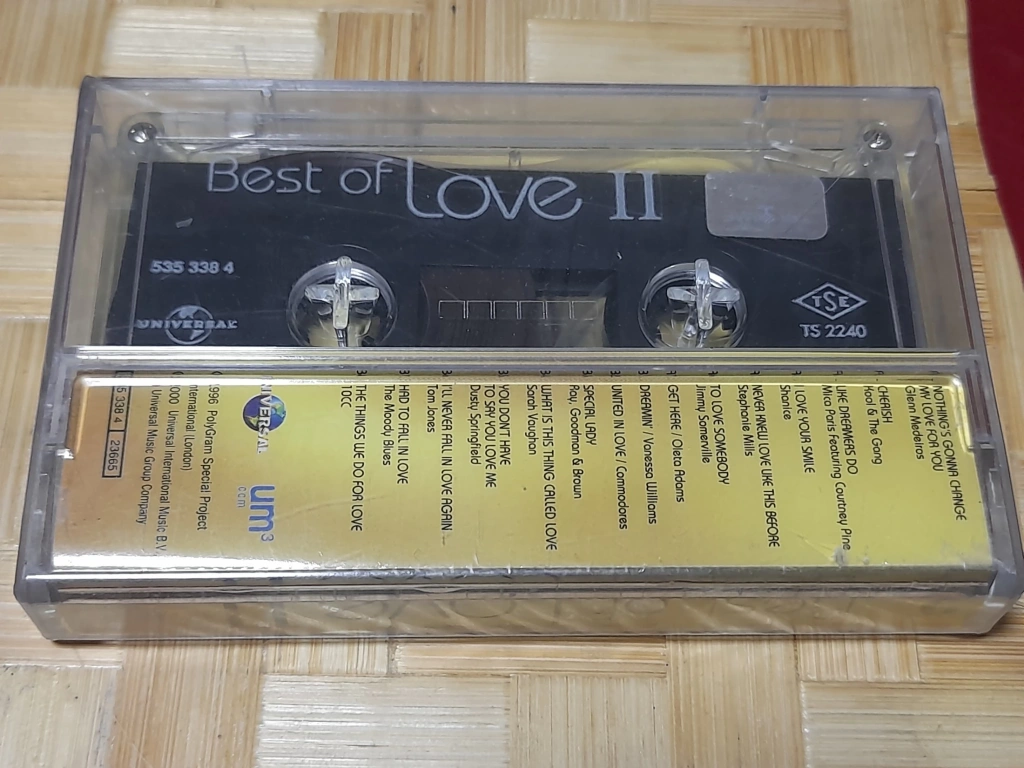 Best of Love II
535 338 4
UNIVERSAL
TSE
TS 2240
NOTHING'S GONNA CHANGE
MY LOVE FOR YOU
Glenn Medeiros
CHERISH
Kool & The Gang
LIKE DREAMERS DO
Mica Paris Featuring Courtney Pine
I LOVE YOUR SMILE
Shanice
NEVER KNEW LOVE LIKE THIS BEFORE
Stephanie Mills
TO LOVE SOMEBODY
Jimmy Somerville
GET HERE / Oleta Adams
DREAMIN' / Vanessa Williams
UNITED IN LOVE / Commodores
SPECIAL LADY
Ray, Goodman & Brown
WHAT IS THIS THING CALLED LOVE
Sarah Vaughan
YOU DON'T HAVE
TO SAY YOU LOVE ME
Dusty Springfield
I'LL NEVER FALL IN LOVE AGAIN
Tom Jones
HAD TO FALL IN LOVE
The Moody Blues
THE THINGS WE DO FOR LOVE
10CC
um3
com
1996 PolyGram Special Project
International (London)
Universal International Music B.V.
Universal Music Group Company
5 338 4
23665